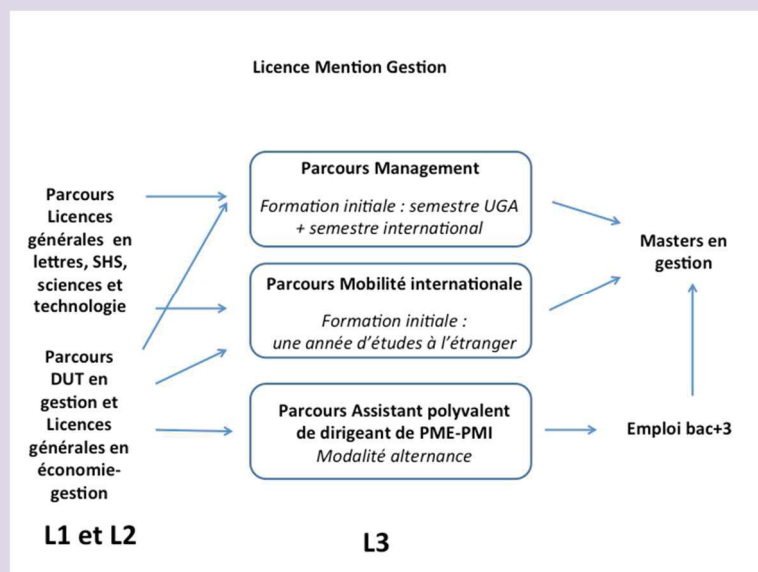 Licence Mention Gestion
Parcours
Licences
générales en
lettres, SHS,
sciences et
technologie
Parcours
DUT en
gestion et
Licences
générales en
économie-
gestion
L1 et L2
Parcours Management
Formation initiale : semestre UGA
+ semestre international
Parcours Mobilité internationale
Formation initiale :
une année d'études à l'étranger
Parcours Assistant polyvalent
de dirigeant de PME-PMI
Modalité alternance
L3
Masters en
gestion
Emploi bac+3